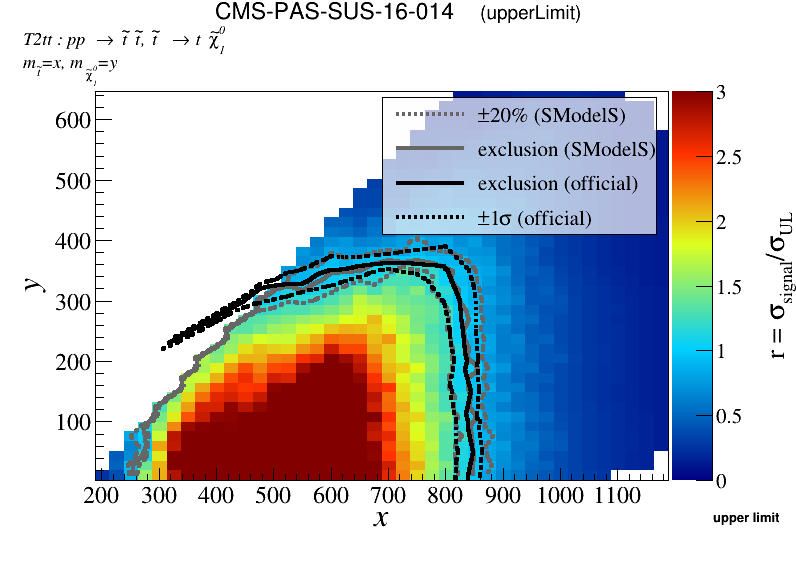 CMS-PAS-SUS-16-014 (upperLimit)
T2tt : pp → t̃ t̃, t̃ → t χ̃⁰₁
m_t̃=x, m_χ̃⁰₁=y
±20% (SModelS)
exclusion (SModelS)
exclusion (official)
±1σ (official)
600
500
400
300
200
100
y
200 300 400 500 600 700 800 900 1000 1100
x
3
2.5
2
1.5
1
0.5
0
r = σ_signal/σ_UL
upper limit